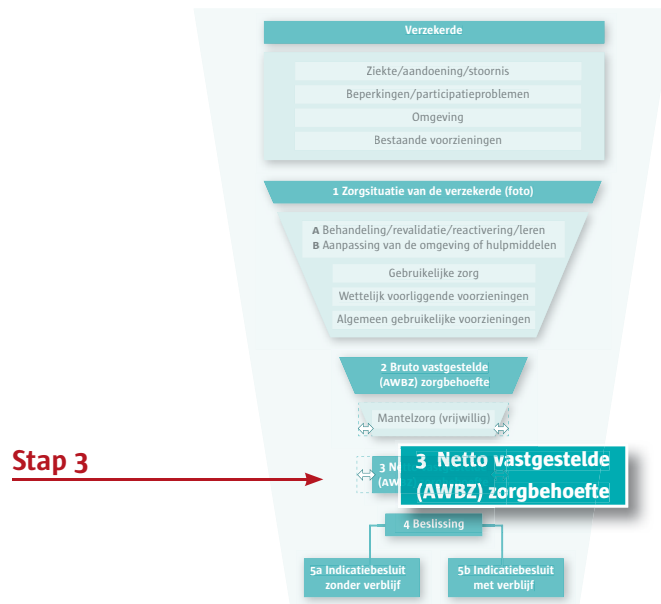 Verzekerde
Ziekte/aandoening/stoornis
Beperkingen/participatieproblemen
Omgeving
Bestaande voorzieningen
1 Zorgsituatie van de verzekerde (foto)
A Behandeling/revalidatie/reactivering/leren
B Aanpassing van de omgeving of hulpmiddelen
Gebruikelijke zorg
Wettelijk voorliggende voorzieningen
Algemeen gebruikelijke voorzieningen
2 Bruto vastgestelde
(AWBZ) zorgbehoefte
Mantelzorg (vrijwillig)
Stap 3
3 Netto vastgestelde
(AWBZ) zorgbehoefte
4 Beslissing
5a Indicatiebesluit
zonder verblijf
5b Indicatiebesluit
met verblijf